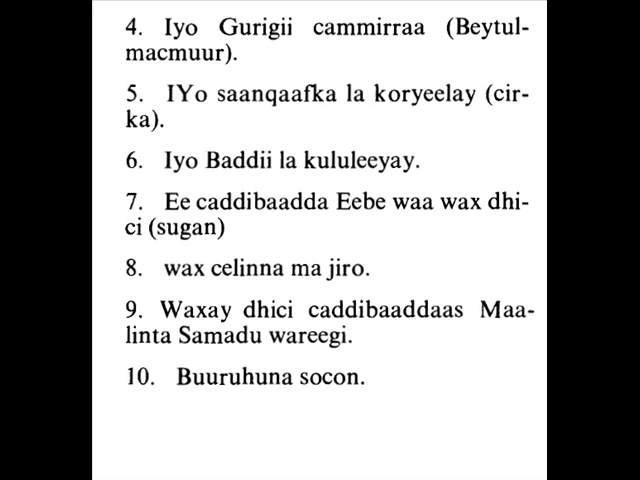 4. Iyo Gurigii cammirraa (Beytul-
macmuur).
5. IYo saanqaafka la koryeelay (cir-
ka).
6. Iyo Baddii la kululeeyay.
7. Ee caddibaadda Eebe waa wax dhi-
ci (sugan)
8. wax celinna ma jiro.
9. Waxay dhici caddibaaddaas Maa-
linta Samadu wareegi.
10. Buuruhuna socon.